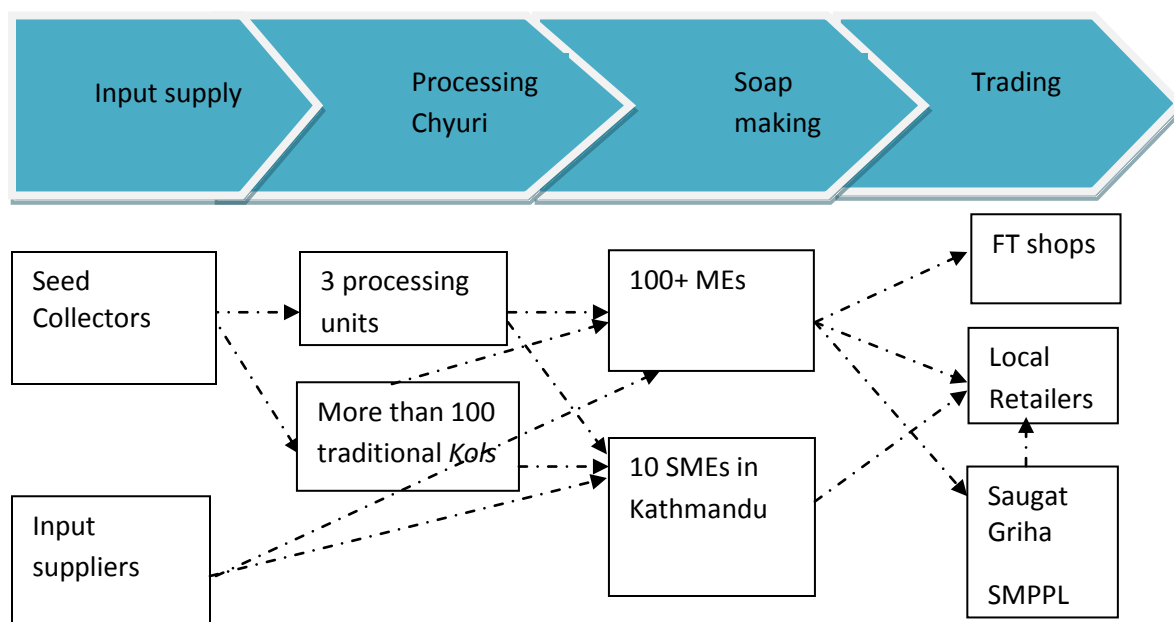 Input supply
Processing
Chyuri
Soap
making
Trading
Seed
Collectors
3 processing
units
100+ MEs
FT shops
More than 100
traditional Kols
Local
Retailers
Input
suppliers
10 SMEs in
Kathmandu
Saugat
Griha
SMPPL